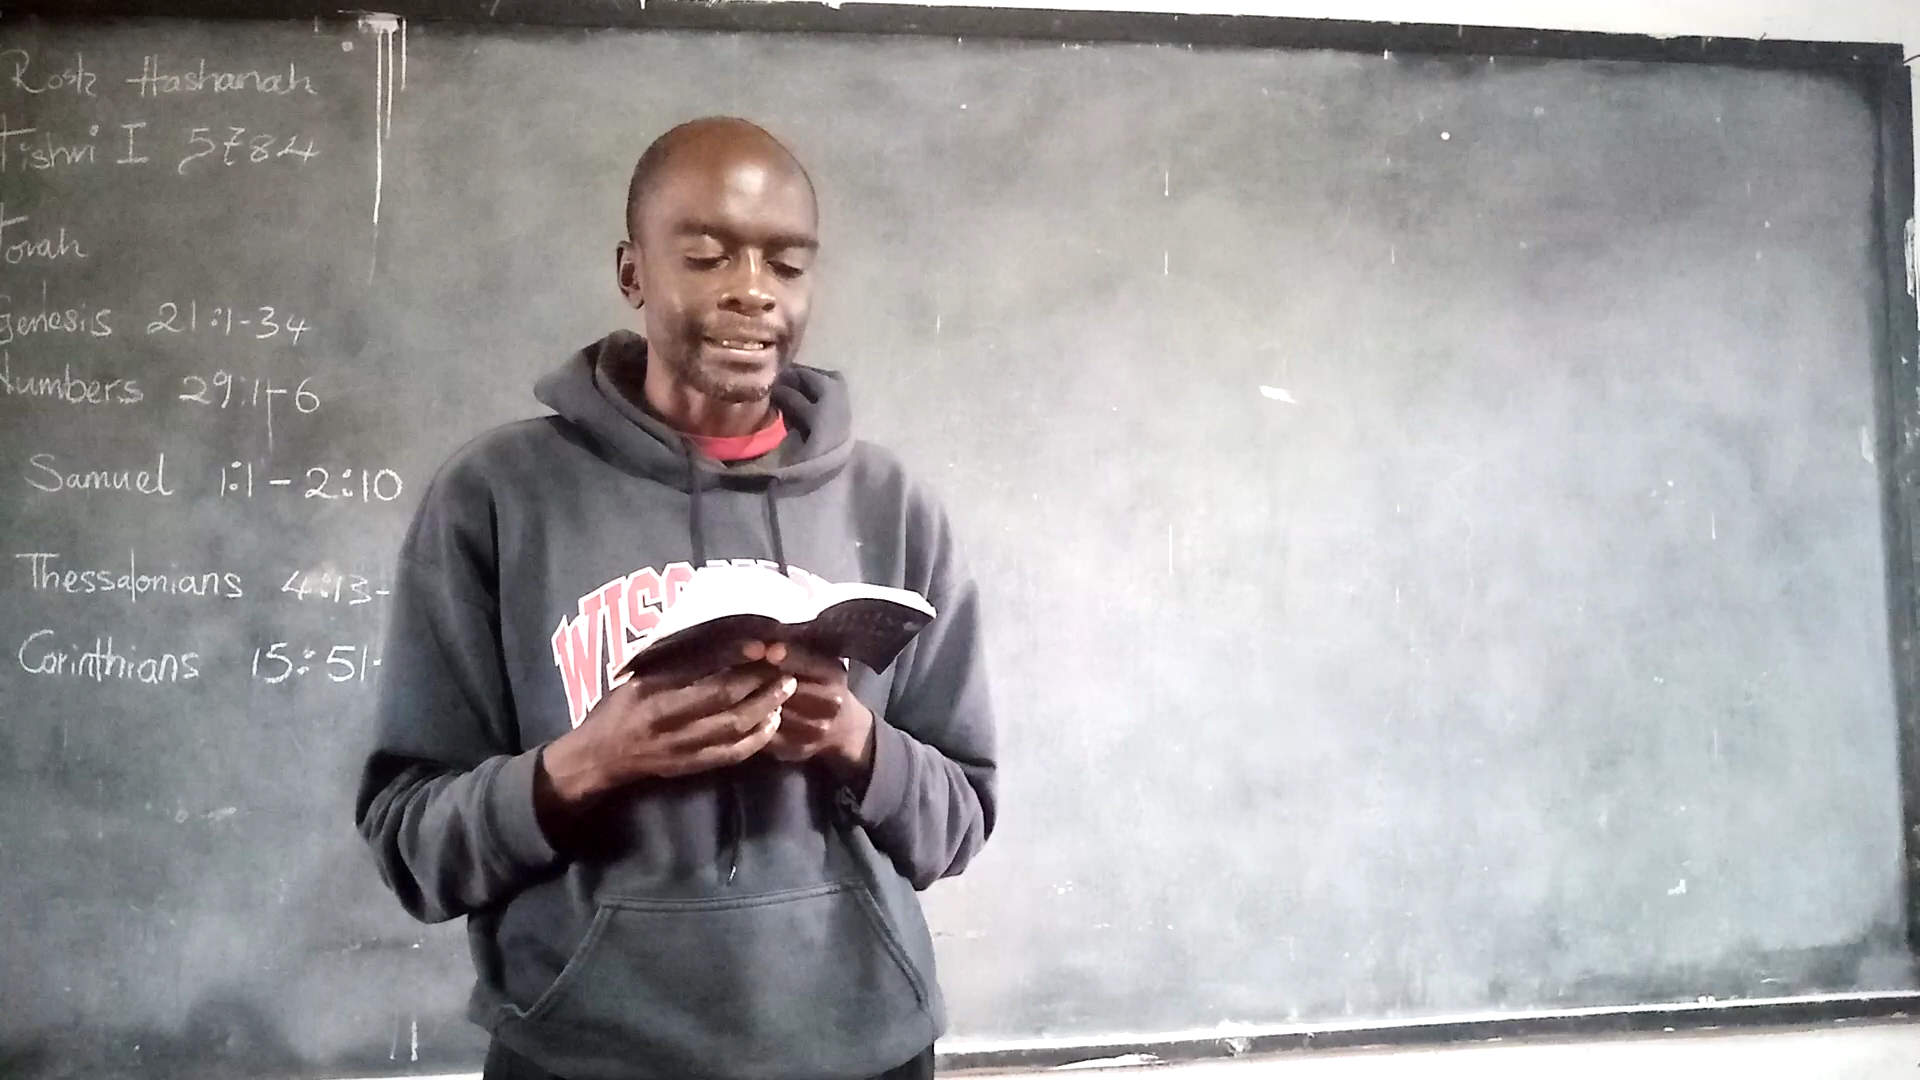 Rosh Hashanah
Tishri I 5784
Torah
Genesis 21:1-34
Numbers 29:1-6
Samuel 1:1-2:10
Thessalonians 4:13-
Corinthians 15:51-
WISC